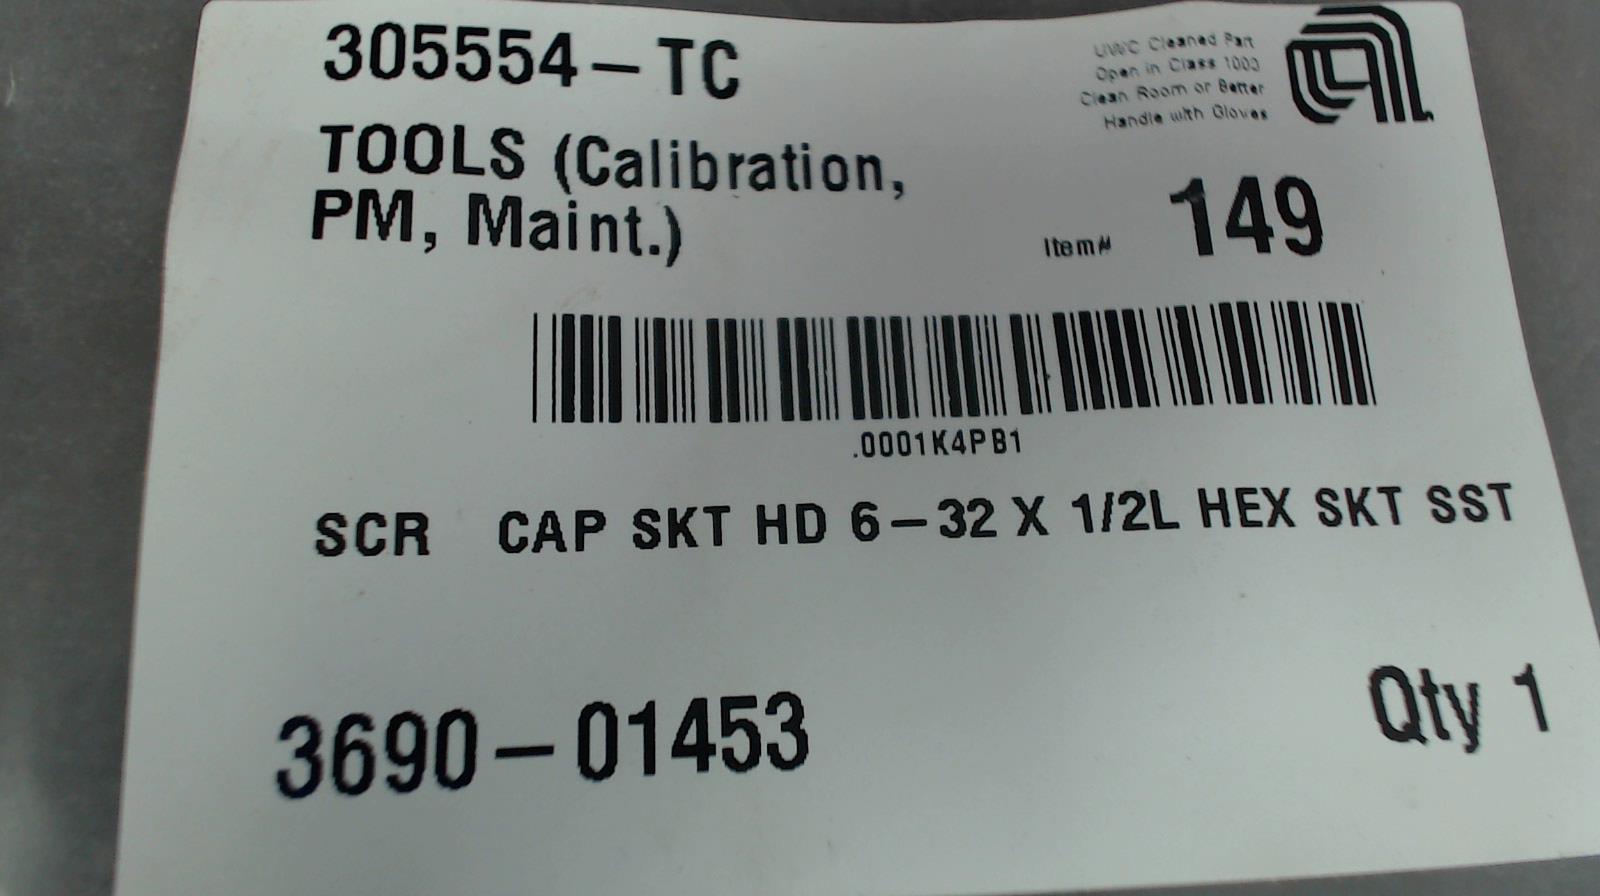 305554-TC
UWC Cleaned Part
Open in Class 1000
Clean Room or Better
Handle with Gloves
TOOLS (Calibration,
PM, Maint.)
Item# 149
.0001K4PB1
SCR CAP SKT HD 6-32 X 1/2L HEX SKT SST
3690-01453
Qty 1